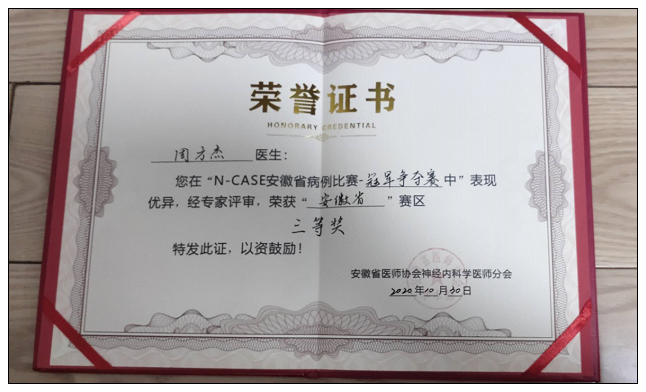 荣誉证书
HONORARY CREDENTIAL
周方杰 医生：
您在“N-CASE安徽省病例比赛-冠军争夺赛中”表现
优异，经专家评审，荣获“安徽省”赛区
三等奖
特发此证，以资鼓励！
安徽省医师协会神经内科学医师分会
2020年10月30日